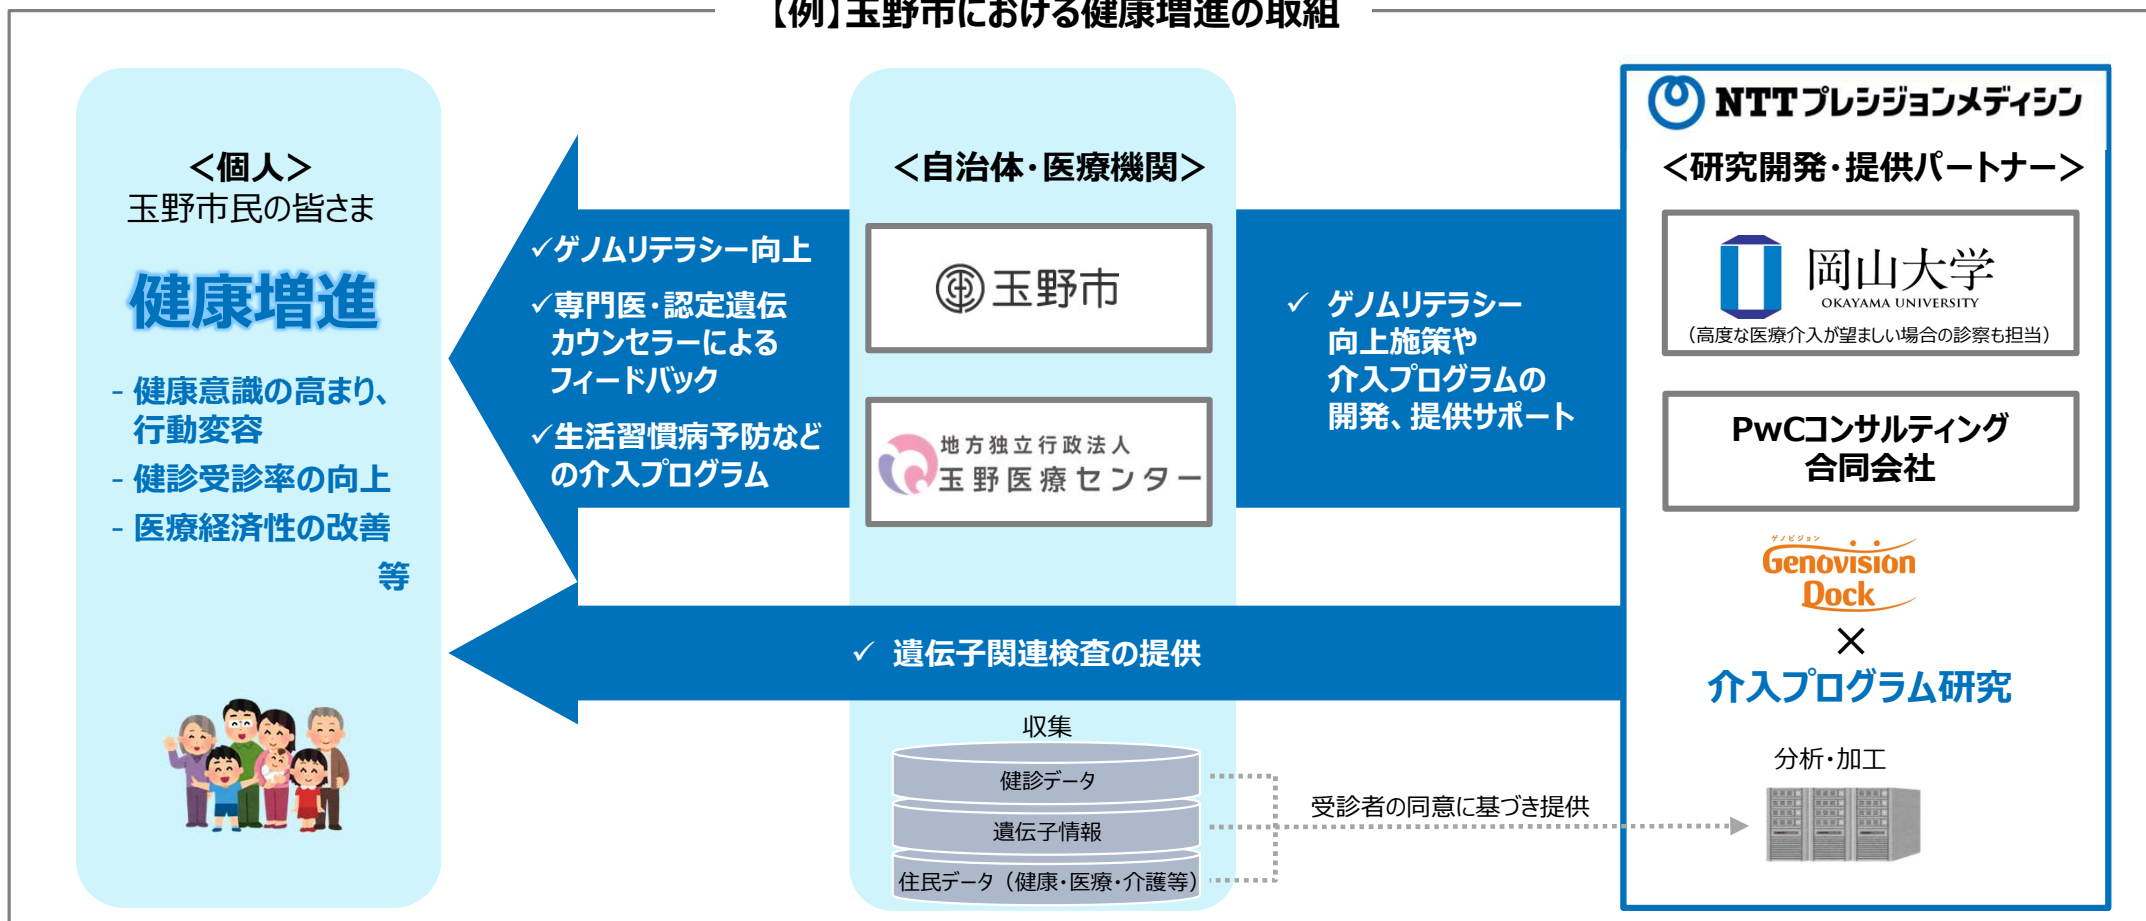 【例】玉野市における健康増進の取組
<個人>
玉野市民の皆さま
健康増進
- 健康意識の高まり、
行動変容
- 健診受診率の向上
- 医療経済性の改善
等
✓ゲノムリテラシー向上
✓専門医・認定遺伝
カウンセラーによる
フィードバック
✓生活習慣病予防など
の介入プログラム
<自治体・医療機関>
玉野市
地方独立行政法人
玉野医療センター
✓ ゲノムリテラシー
向上施策や
介入プログラムの
開発、提供サポート
NTTプレシジョンメディシン
<研究開発・提供パートナー>
岡山大学
OKAYAMA UNIVERSITY
（高度な医療介入が望ましい場合の診察も担当）
PwCコンサルティング
合同会社
ゲノビジョン
Genovision
Dock
×
介入プログラム研究
✓ 遺伝子関連検査の提供
収集
健診データ
遺伝子情報
住民データ（健康・医療・介護等）
受診者の同意に基づき提供
分析・加工